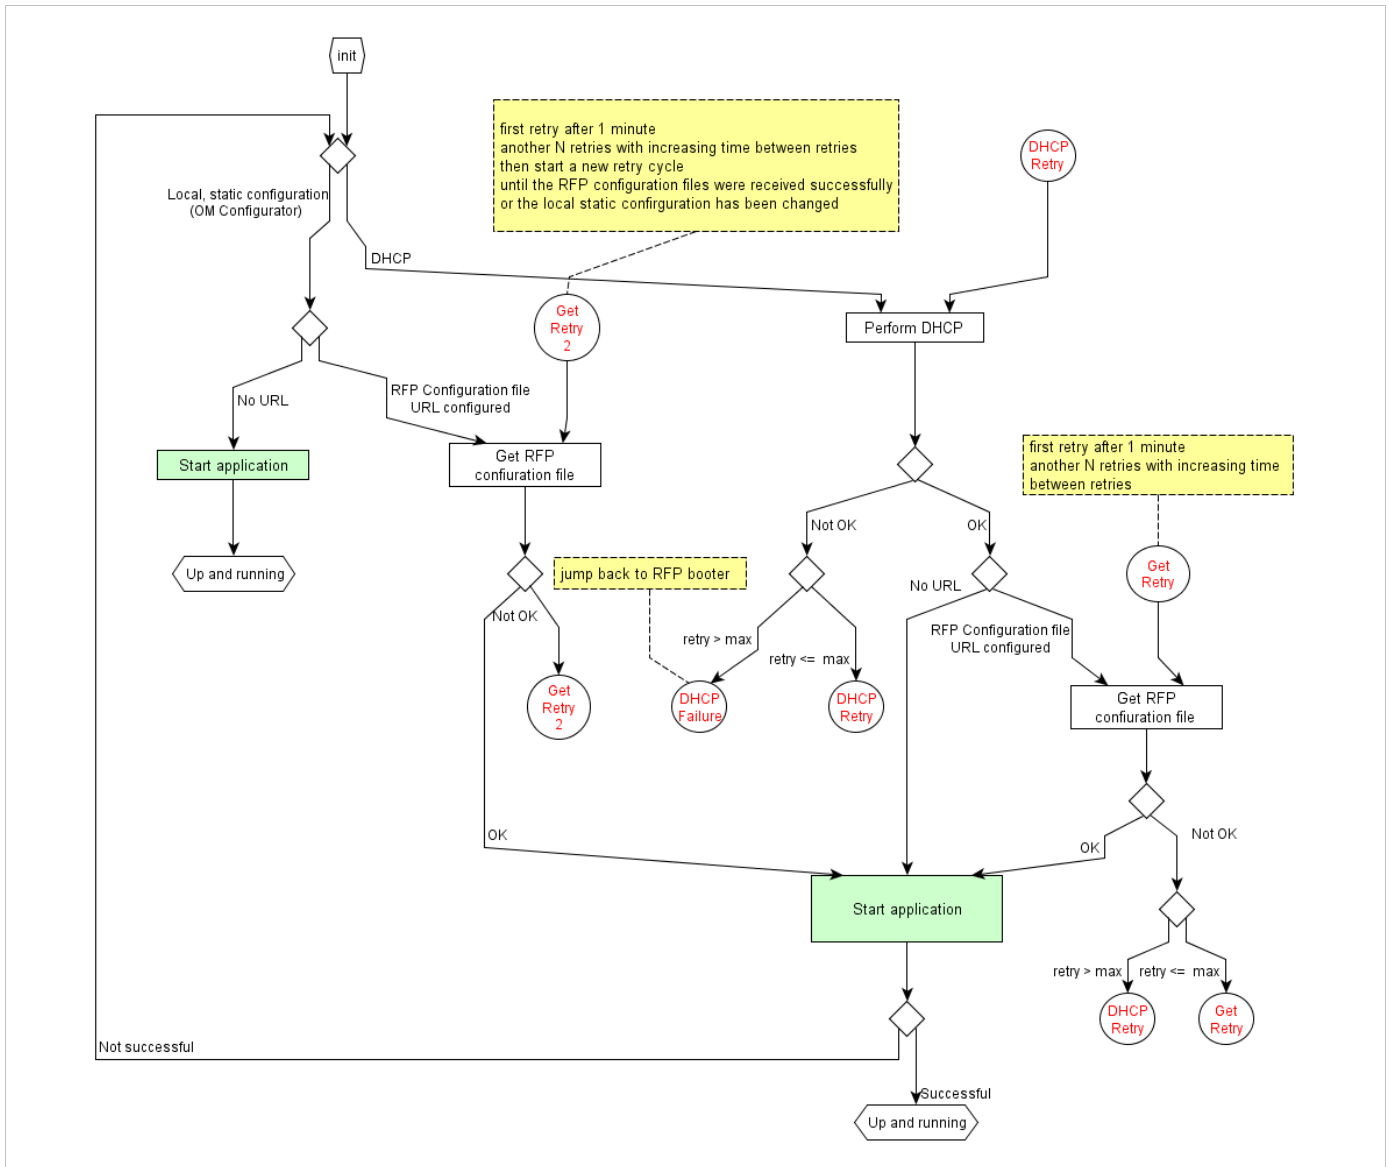 init
first retry after 1 minute
another N retries with increasing time between retries
then start a new retry cycle
until the RFP configuration files were received successfully
or the local static confirguration has been changed
DHCP
Retry
Local, static configuration
(OM Configurator)
DHCP
Get
Retry
2
Perform DHCP
No URL
RFP Configuration file
URL configured
Start application
Get RFP
confiuration file
first retry after 1 minute
another N retries with increasing time
between retries
Not OK
OK
Up and running
jump back to RFP booter
Get
Retry
No URL
Not OK
RFP Configuration file
URL configured
retry > max
retry <= max
Get
Retry
2
DHCP
Failure
DHCP
Retry
Get RFP
confiuration file
OK
OK
Not OK
Start application
retry > max
retry <= max
DHCP
Retry
Get
Retry
Not successful
Successful
Up and running